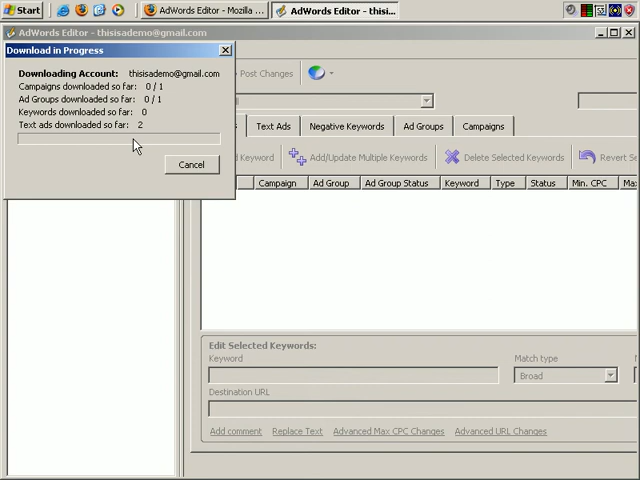 Start
AdWords Editor - Mozilla ...
AdWords Editor - thisi...
AdWords Editor - thisisademo@gmail.com
Download in Progress
Downloading Account: thisisademo@gmail.com
Campaigns downloaded so far: 0 / 1
Ad Groups downloaded so far: 0 / 1
Keywords downloaded so far: 0
Text ads downloaded so far: 2
Cancel
Post Changes
Text Ads
Negative Keywords
Ad Groups
Campaigns
Keyword
Add/Update Multiple Keywords
Delete Selected Keywords
Revert Se
Campaign
Ad Group
Ad Group Status
Keyword
Type
Status
Min. CPC
Max
Edit Selected Keywords:
Keyword
Match type
Broad
Destination URL
Add comment
Replace Text
Advanced Max CPC Changes
Advanced URL Changes